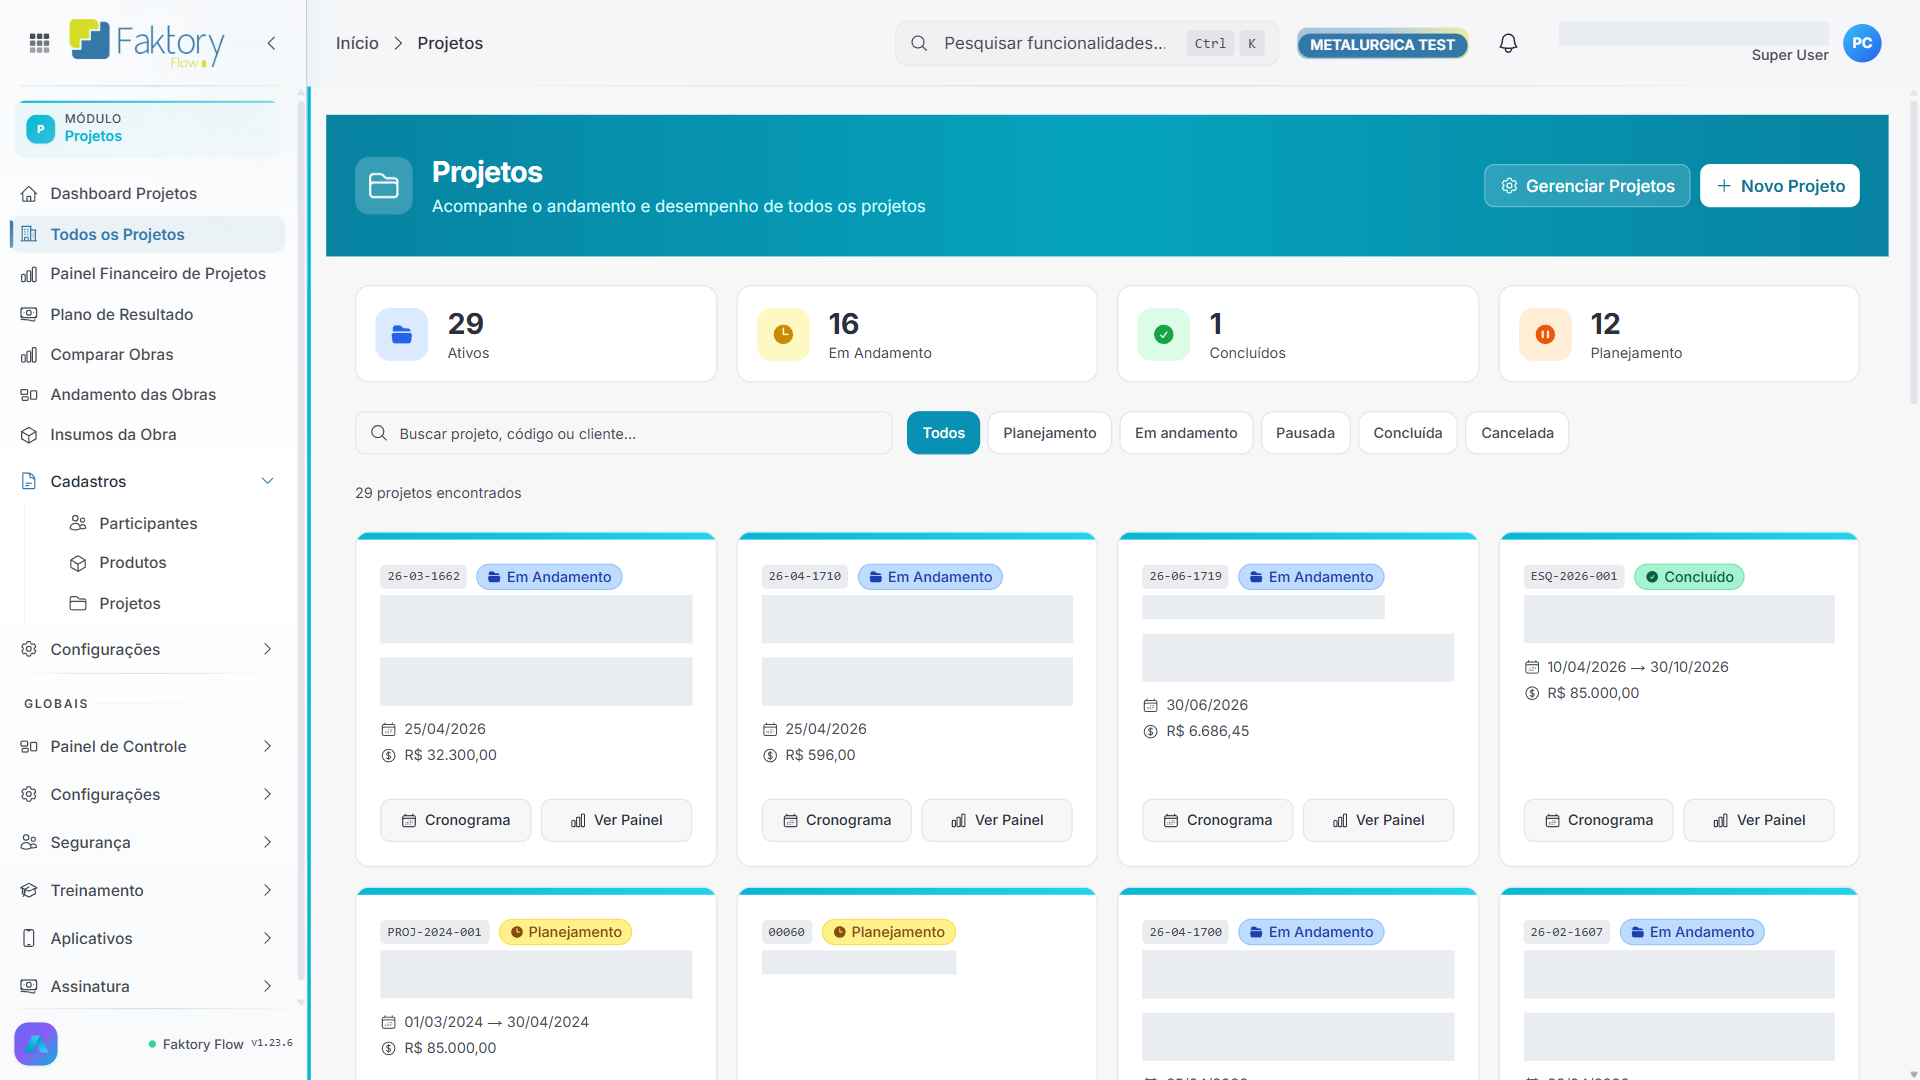 Faktory
Flow
Início > Projetos
Pesquisar funcionalidades...
Ctrl K
METALURGICA TEST
Super User
PC
P
MÓDULO
Projetos
Dashboard Projetos
Todos os Projetos
Painel Financeiro de Projetos
Plano de Resultado
Comparar Obras
Andamento das Obras
Insumos da Obra
Cadastros
Participantes
Produtos
Projetos
Configurações
GLOBAIS
Painel de Controle
Configurações
Segurança
Treinamento
Aplicativos
Assinatura
Faktory Flow v1.23.6
Projetos
Acompanhe o andamento e desempenho de todos os projetos
Gerenciar Projetos
+ Novo Projeto
29
Ativos
16
Em Andamento
1
Concluídos
12
Planejamento
Buscar projeto, código ou cliente...
Todos
Planejamento
Em andamento
Pausada
Concluída
Cancelada
29 projetos encontrados
26-03-1662 Em Andamento
25/04/2026
R$ 32.300,00
Cronograma
Ver Painel
26-04-1710 Em Andamento
25/04/2026
R$ 596,00
Cronograma
Ver Painel
26-06-1719 Em Andamento
30/06/2026
R$ 6.686,45
Cronograma
Ver Painel
ESQ-2026-001 Concluído
10/04/2026 → 30/10/2026
R$ 85.000,00
Cronograma
Ver Painel
PROJ-2024-001 Planejamento
01/03/2024 → 30/04/2024
R$ 85.000,00
00060 Planejamento
26-04-1700 Em Andamento
26-02-1607 Em Andamento